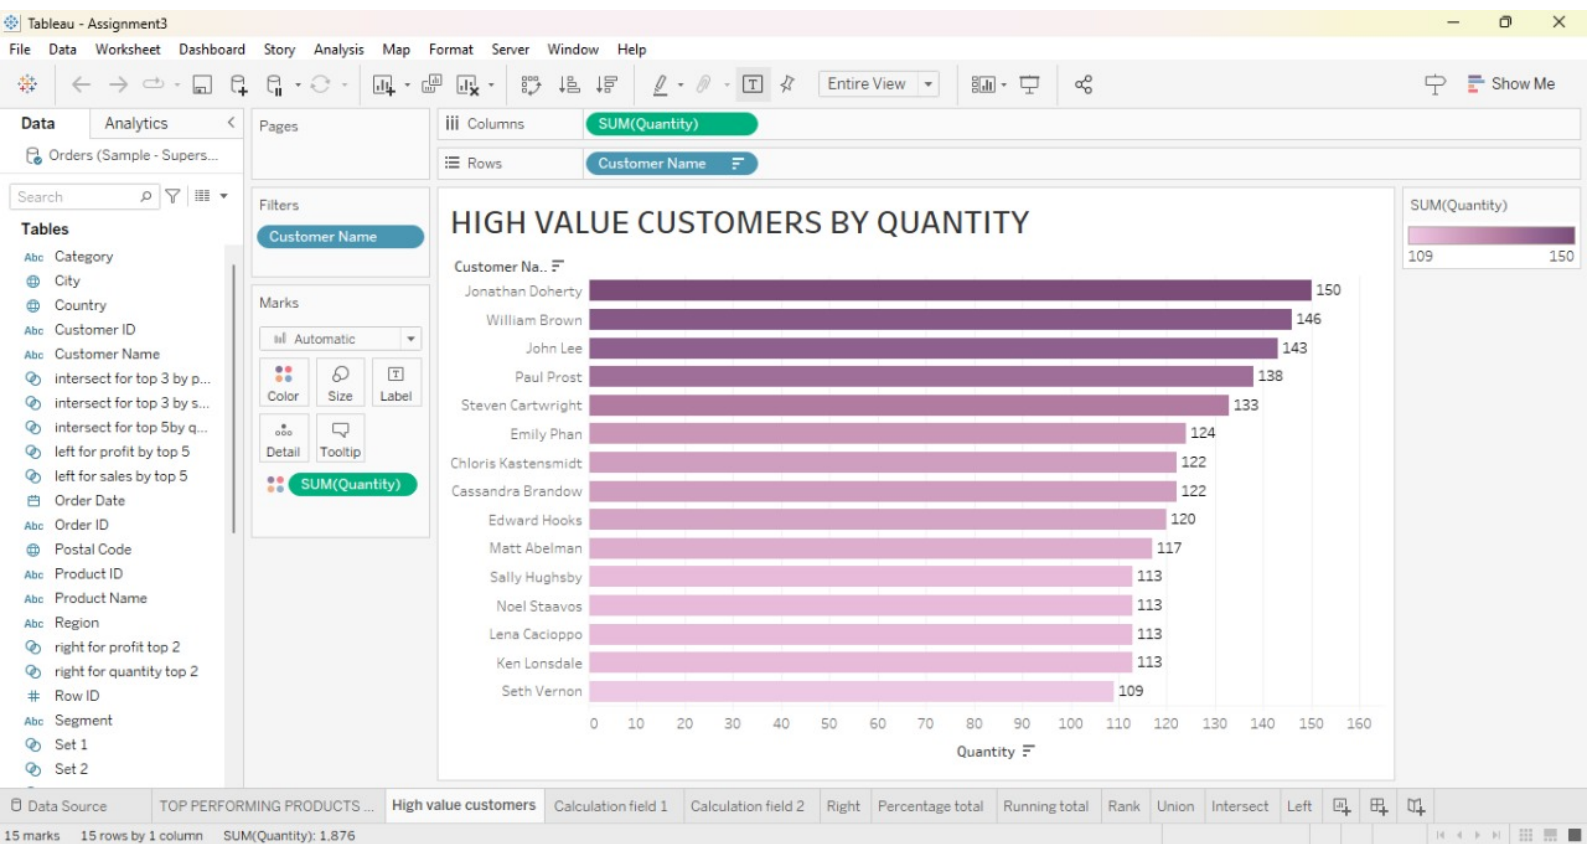 Tableau - Assignment3
File Data Worksheet Dashboard Story Analysis Map Format Server Window Help
Entire View
Show Me
Data Analytics
Orders (Sample - Supers...
Search
Tables
Abc Category
City
Country
Abc Customer ID
Abc Customer Name
intersect for top 3 by p...
intersect for top 3 by s...
intersect for top 5by q...
left for profit by top 5
left for sales by top 5
Order Date
Abc Order ID
Postal Code
Abc Product ID
Abc Product Name
Abc Region
right for profit top 2
right for quantity top 2
# Row ID
Abc Segment
Set 1
Set 2
Pages
Filters
Customer Name
Marks
Automatic
Color Size Label
Detail Tooltip
SUM(Quantity)
Columns SUM(Quantity)
Rows Customer Name
HIGH VALUE CUSTOMERS BY QUANTITY
Customer Na..
Jonathan Doherty 150
William Brown 146
John Lee 143
Paul Prost 138
Steven Cartwright 133
Emily Phan 124
Chloris Kastensmidt 122
Cassandra Brandow 122
Edward Hooks 120
Matt Abelman 117
Sally Hughsby 113
Noel Staavos 113
Lena Cacioppo 113
Ken Lonsdale 113
Seth Vernon 109
0 10 20 30 40 50 60 70 80 90 100 110 120 130 140 150 160
Quantity
SUM(Quantity)
109 150
Data Source TOP PERFORMING PRODUCTS ... High value customers Calculation field 1 Calculation field 2 Right Percentage total Running total Rank Union Intersect Left
15 marks 15 rows by 1 column SUM(Quantity): 1,876